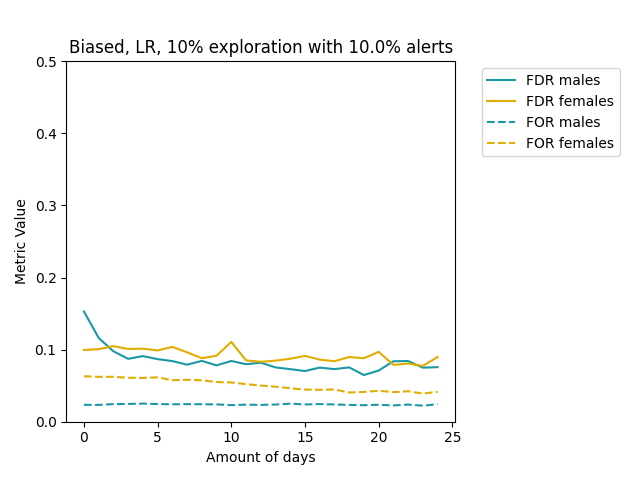 Biased, LR, 10% exploration with 10.0% alerts
0.5
0.4
0.3
0.2
0.1
0.0
Metric Value
0 5 10 15 20 25
Amount of days
FDR males
FDR females
FOR males
FOR females